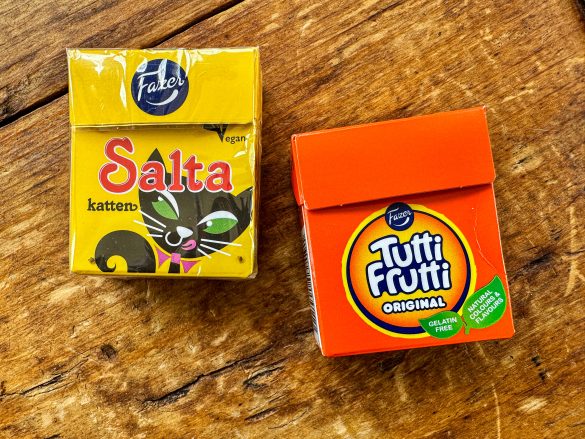 Fazer
Vegan
Salta
katten
Fazer
Tutti
Frutti
ORIGINAL
GELATIN
FREE
NATURAL
COLOURS &
FLAVOURS